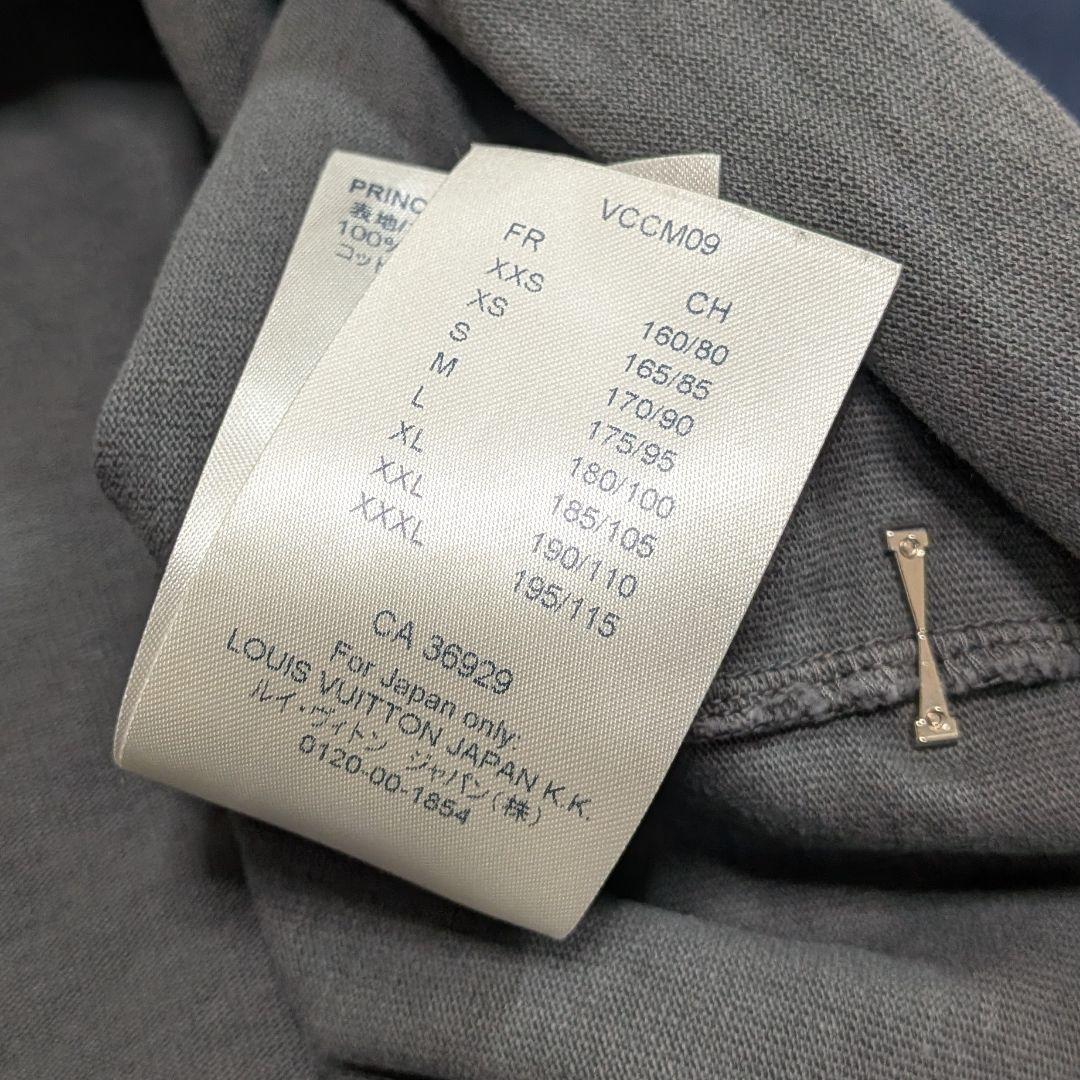 PRINC
表地/
100%
コット
VCCM09
FR CH
XXS 160/80
XS 165/85
S 170/90
M 175/95
L 180/100
XL 185/105
XXL 190/110
XXXL 195/115
CA 36929
For Japan only:
LOUIS VUITTON JAPAN K.K.
ルイ・ヴィトン ジャパン(株)
0120-00-1854